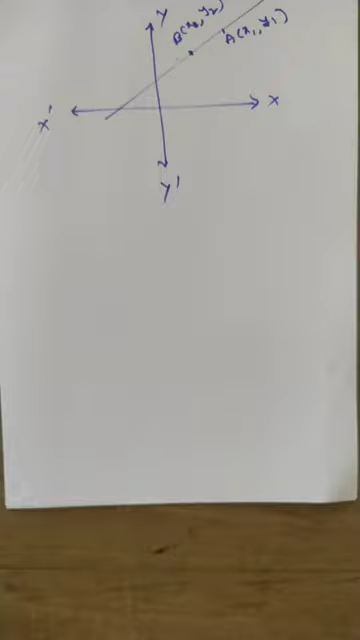 Y
B(x₂, y₂)
A(x₁, y₁)
X'
X
Y'